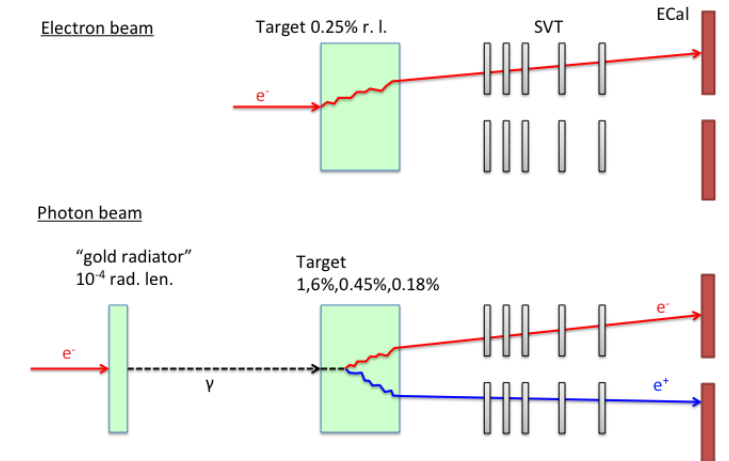 Electron beam
Target 0.25% r. l.
SVT
ECal
e-
Photon beam
“gold radiator”
10-4 rad. len.
Target
1,6%,0.45%,0.18%
e-
e-
γ
e+